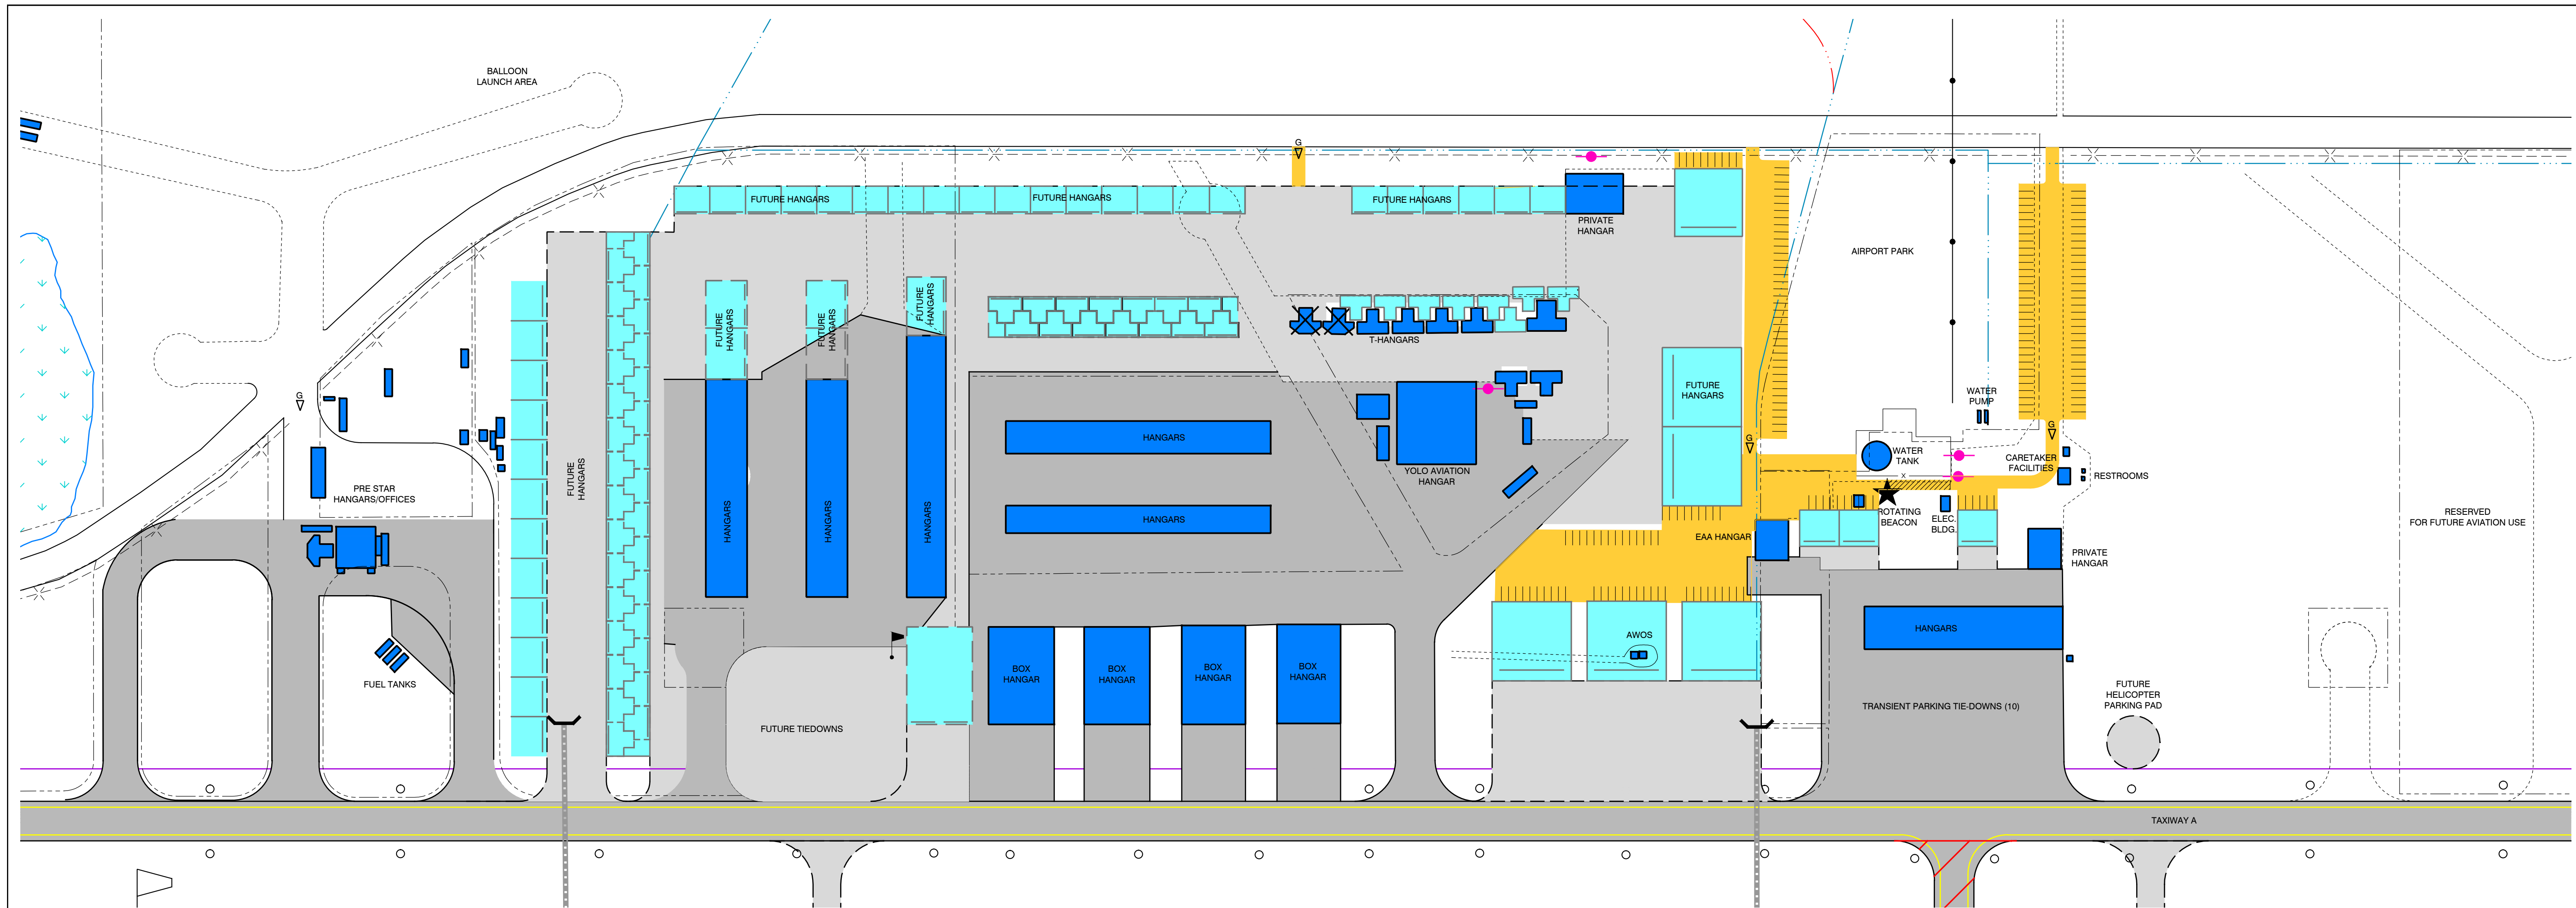 BALLOON
LAUNCH AREA
G
FUTURE HANGARS
FUTURE HANGARS
FUTURE HANGARS
PRIVATE
HANGAR
AIRPORT PARK
FUTURE
HANGARS
FUTURE
HANGARS
FUTURE
HANGARS
T-HANGARS
G
FUTURE
HANGARS
WATER
PUMP
G
G
HANGARS
FUTURE
HANGARS
YOLO AVIATION
HANGAR
WATER
TANK
X
CARETAKER
FACILITIES
RESTROOMS
PRE STAR
HANGARS/OFFICES
HANGARS
HANGARS
HANGARS
HANGARS
ROTATING
BEACON
ELEC.
BLDG.
RESERVED
FOR FUTURE AVIATION USE
EAA HANGAR
PRIVATE
HANGAR
HANGARS
AWOS
BOX
HANGAR
BOX
HANGAR
BOX
HANGAR
BOX
HANGAR
FUEL TANKS
FUTURE
HELICOPTER
PARKING PAD
TRANSIENT PARKING TIE-DOWNS (10)
FUTURE TIEDOWNS
TAXIWAY A